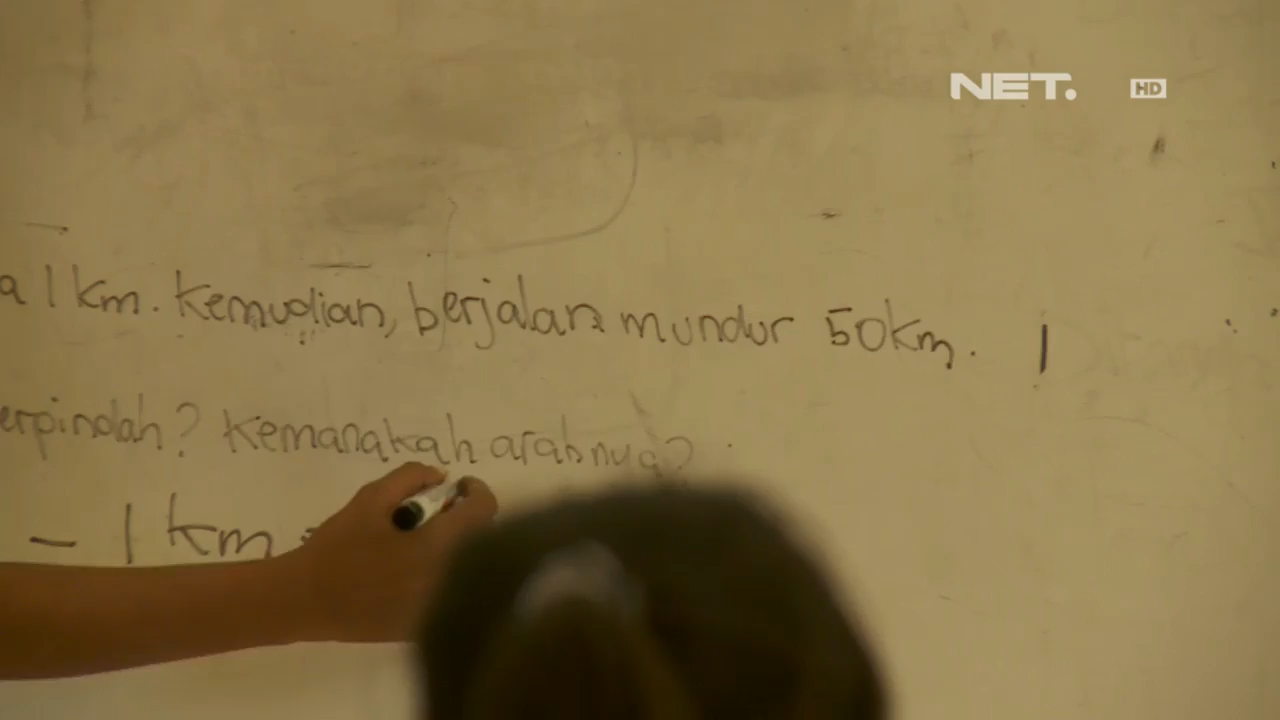 NET. HD
a 1 km. Kemudian, berjalan mundur 50km. |
erpindah? Kemanakah arahnya?
- 1 km =